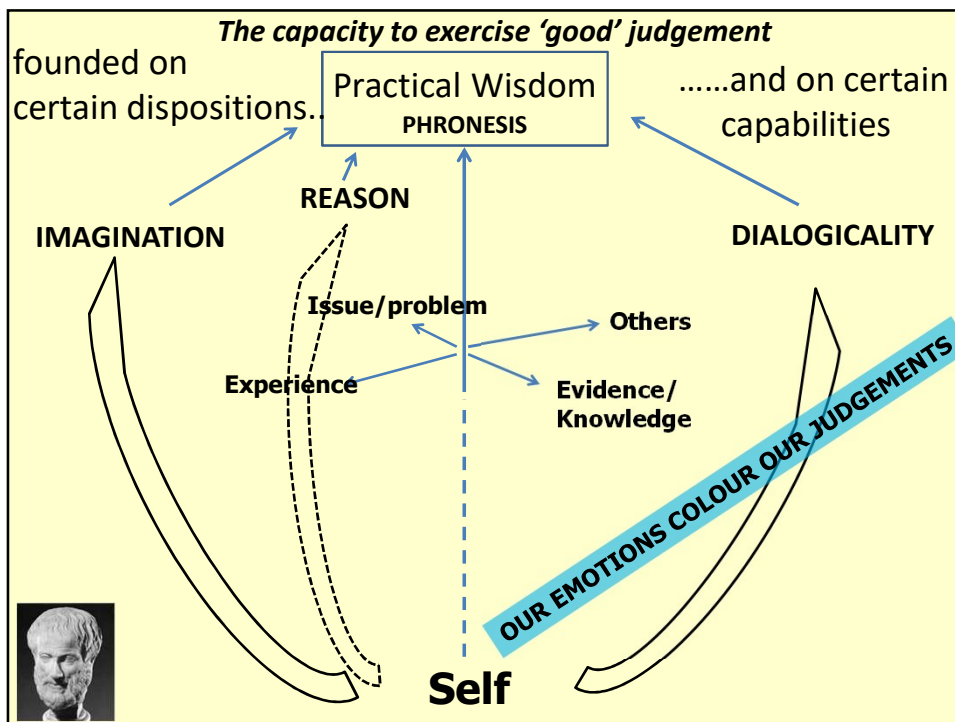 The capacity to exercise ‘good’ judgement
founded on
certain dispositions..
Practical Wisdom
PHRONESIS
……and on certain
capabilities
REASON
IMAGINATION
DIALOGICALITY
Issue/problem
Others
Experience
Evidence/
Knowledge
OUR EMOTIONS COLOUR OUR JUDGEMENTS
Self